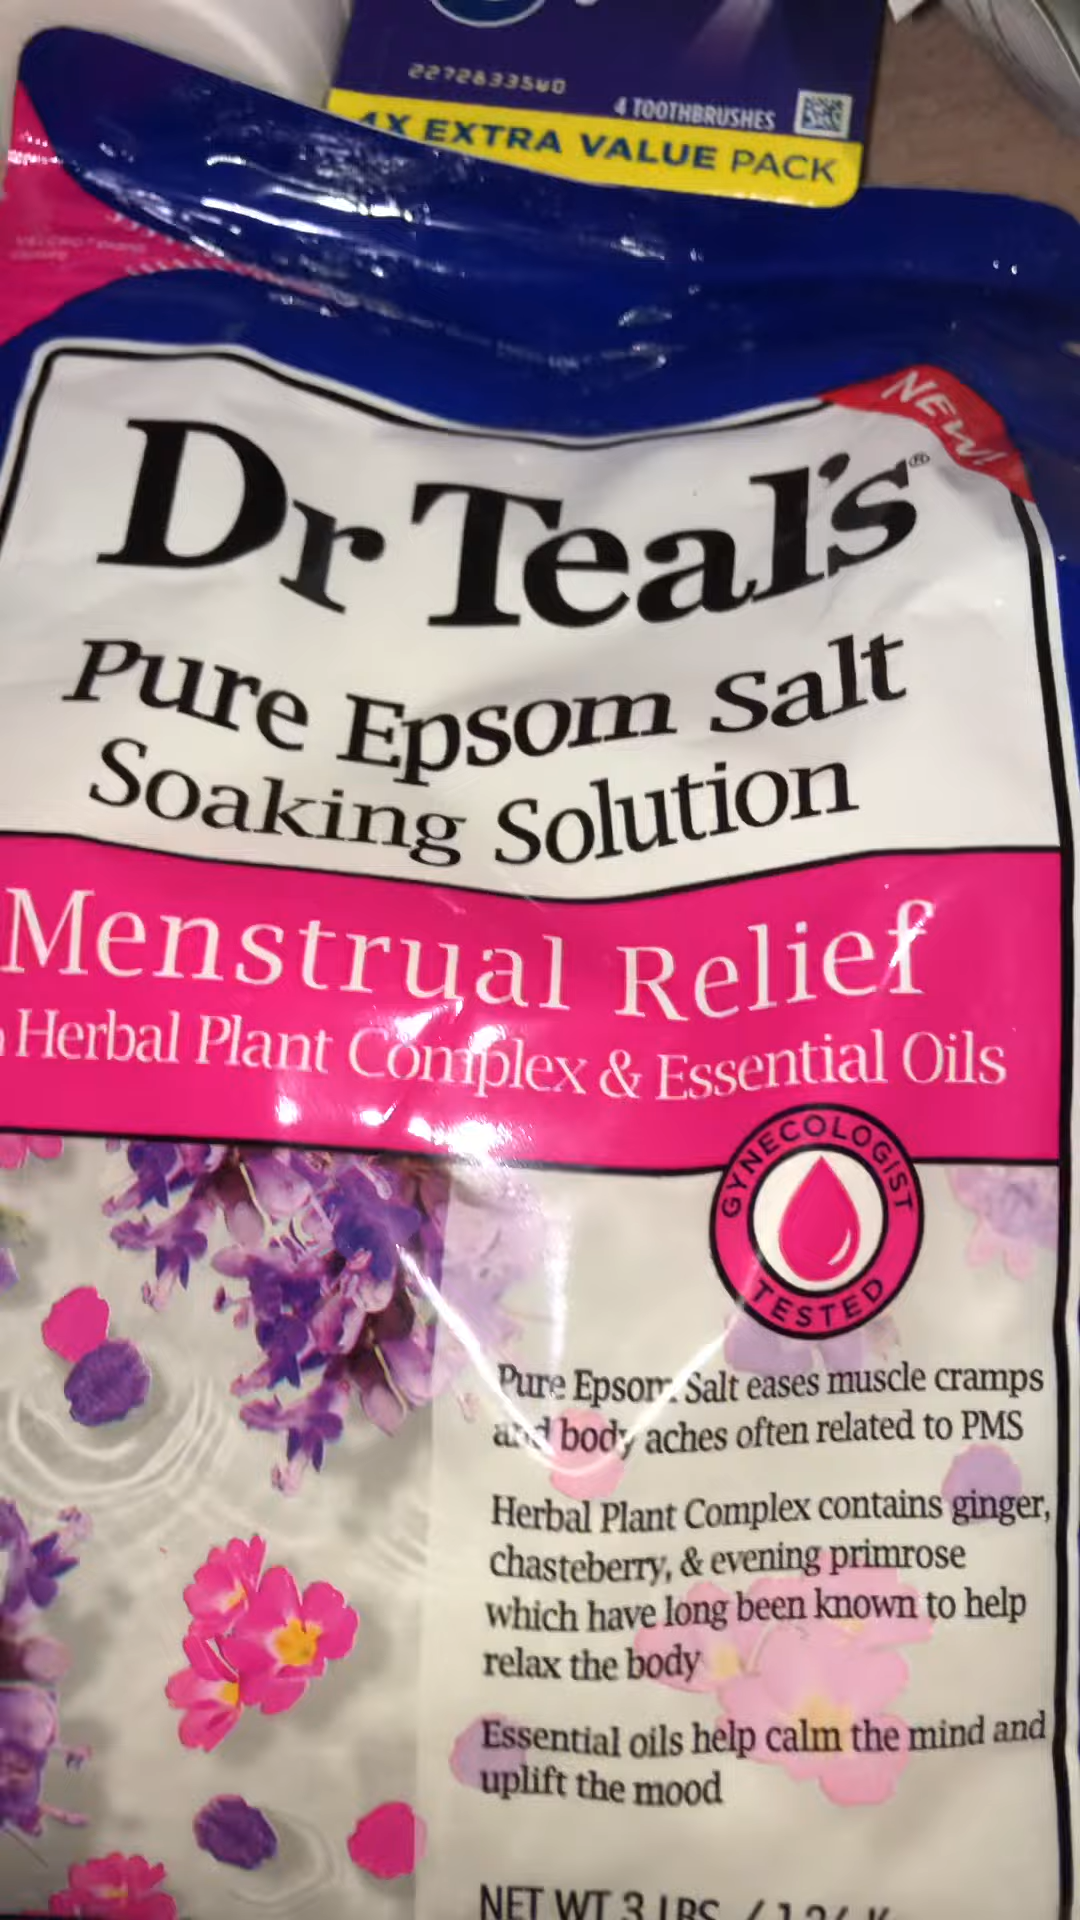 4 TOOTHBRUSHES
4X EXTRA VALUE PACK
NEW!
Dr Teal's®
Pure Epsom Salt
Soaking Solution
Menstrual Relief
Herbal Plant Complex & Essential Oils
GYNECOLOGIST
TESTED
Pure Epsom Salt eases muscle cramps
and body aches often related to PMS
Herbal Plant Complex contains ginger,
chasteberry, & evening primrose
which have long been known to help
relax the body
Essential oils help calm the mind and
uplift the mood
NET WT 3 LBS